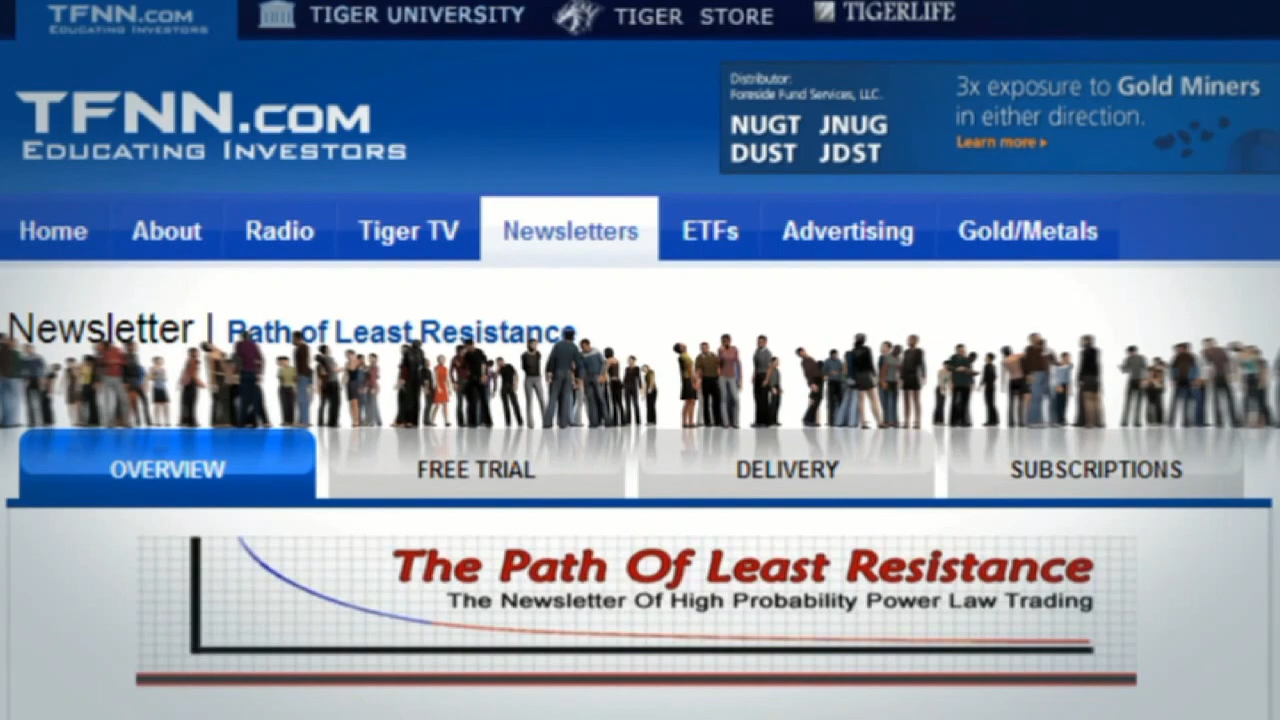 TFNN.COM
EDUCATING INVESTORS
TIGER UNIVERSITY
TIGER STORE
TIGERLIFE
TFNN.COM
EDUCATING INVESTORS
Distributor:
Foreside Fund Services, LLC.
NUGT JNUG
DUST JDST
3x exposure to Gold Miners
in either direction.
Learn more
Home About Radio Tiger TV Newsletters ETFs Advertising Gold/Metals
Newsletter | Path of Least Resistance
OVERVIEW FREE TRIAL DELIVERY SUBSCRIPTIONS
The Path Of Least Resistance
The Newsletter Of High Probability Power Law Trading